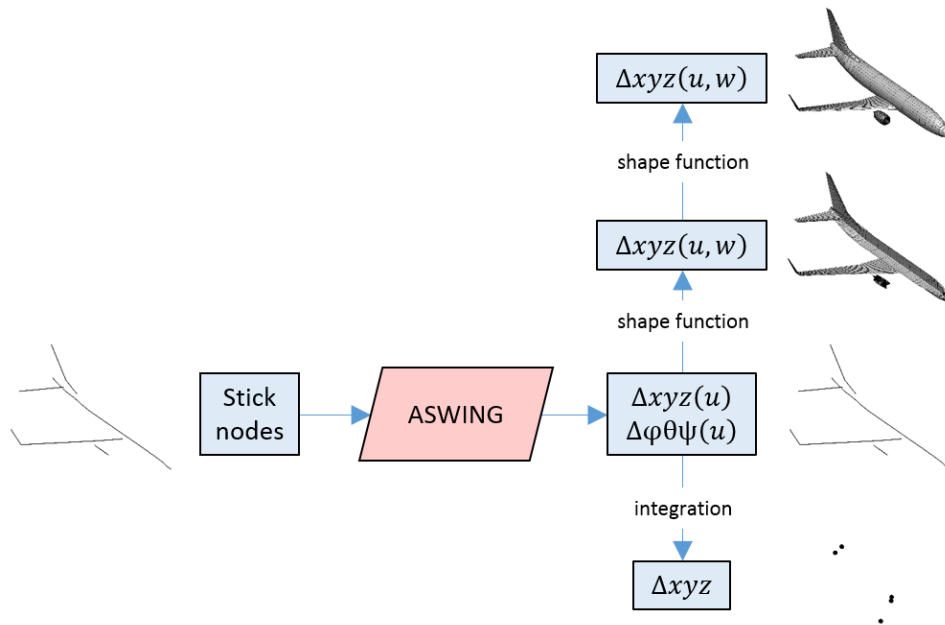 Δxyz(u, w)
shape function
Δxyz(u, w)
shape function
Stick
nodes
ASWING
Δxyz(u)
Δφθψ(u)
integration
Δxyz